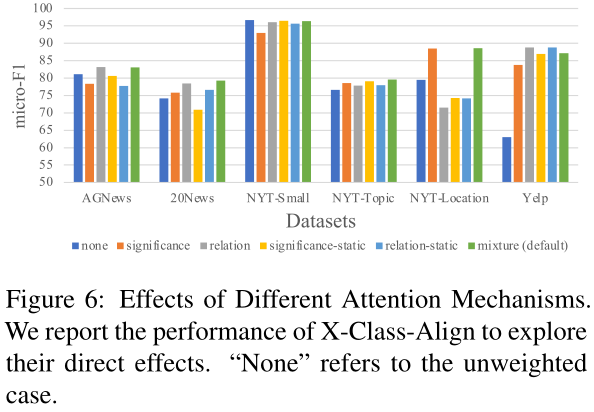 100
95
90
85
80
75
70
65
60
55
50
micro-F1
AGNews 20News NYT-Small NYT-Topic NYT-Location Yelp
Datasets
none significance relation significance-static relation-static mixture (default)
Figure 6: Effects of Different Attention Mechanisms.
We report the performance of X-Class-Align to explore
their direct effects. “None” refers to the unweighted
case.